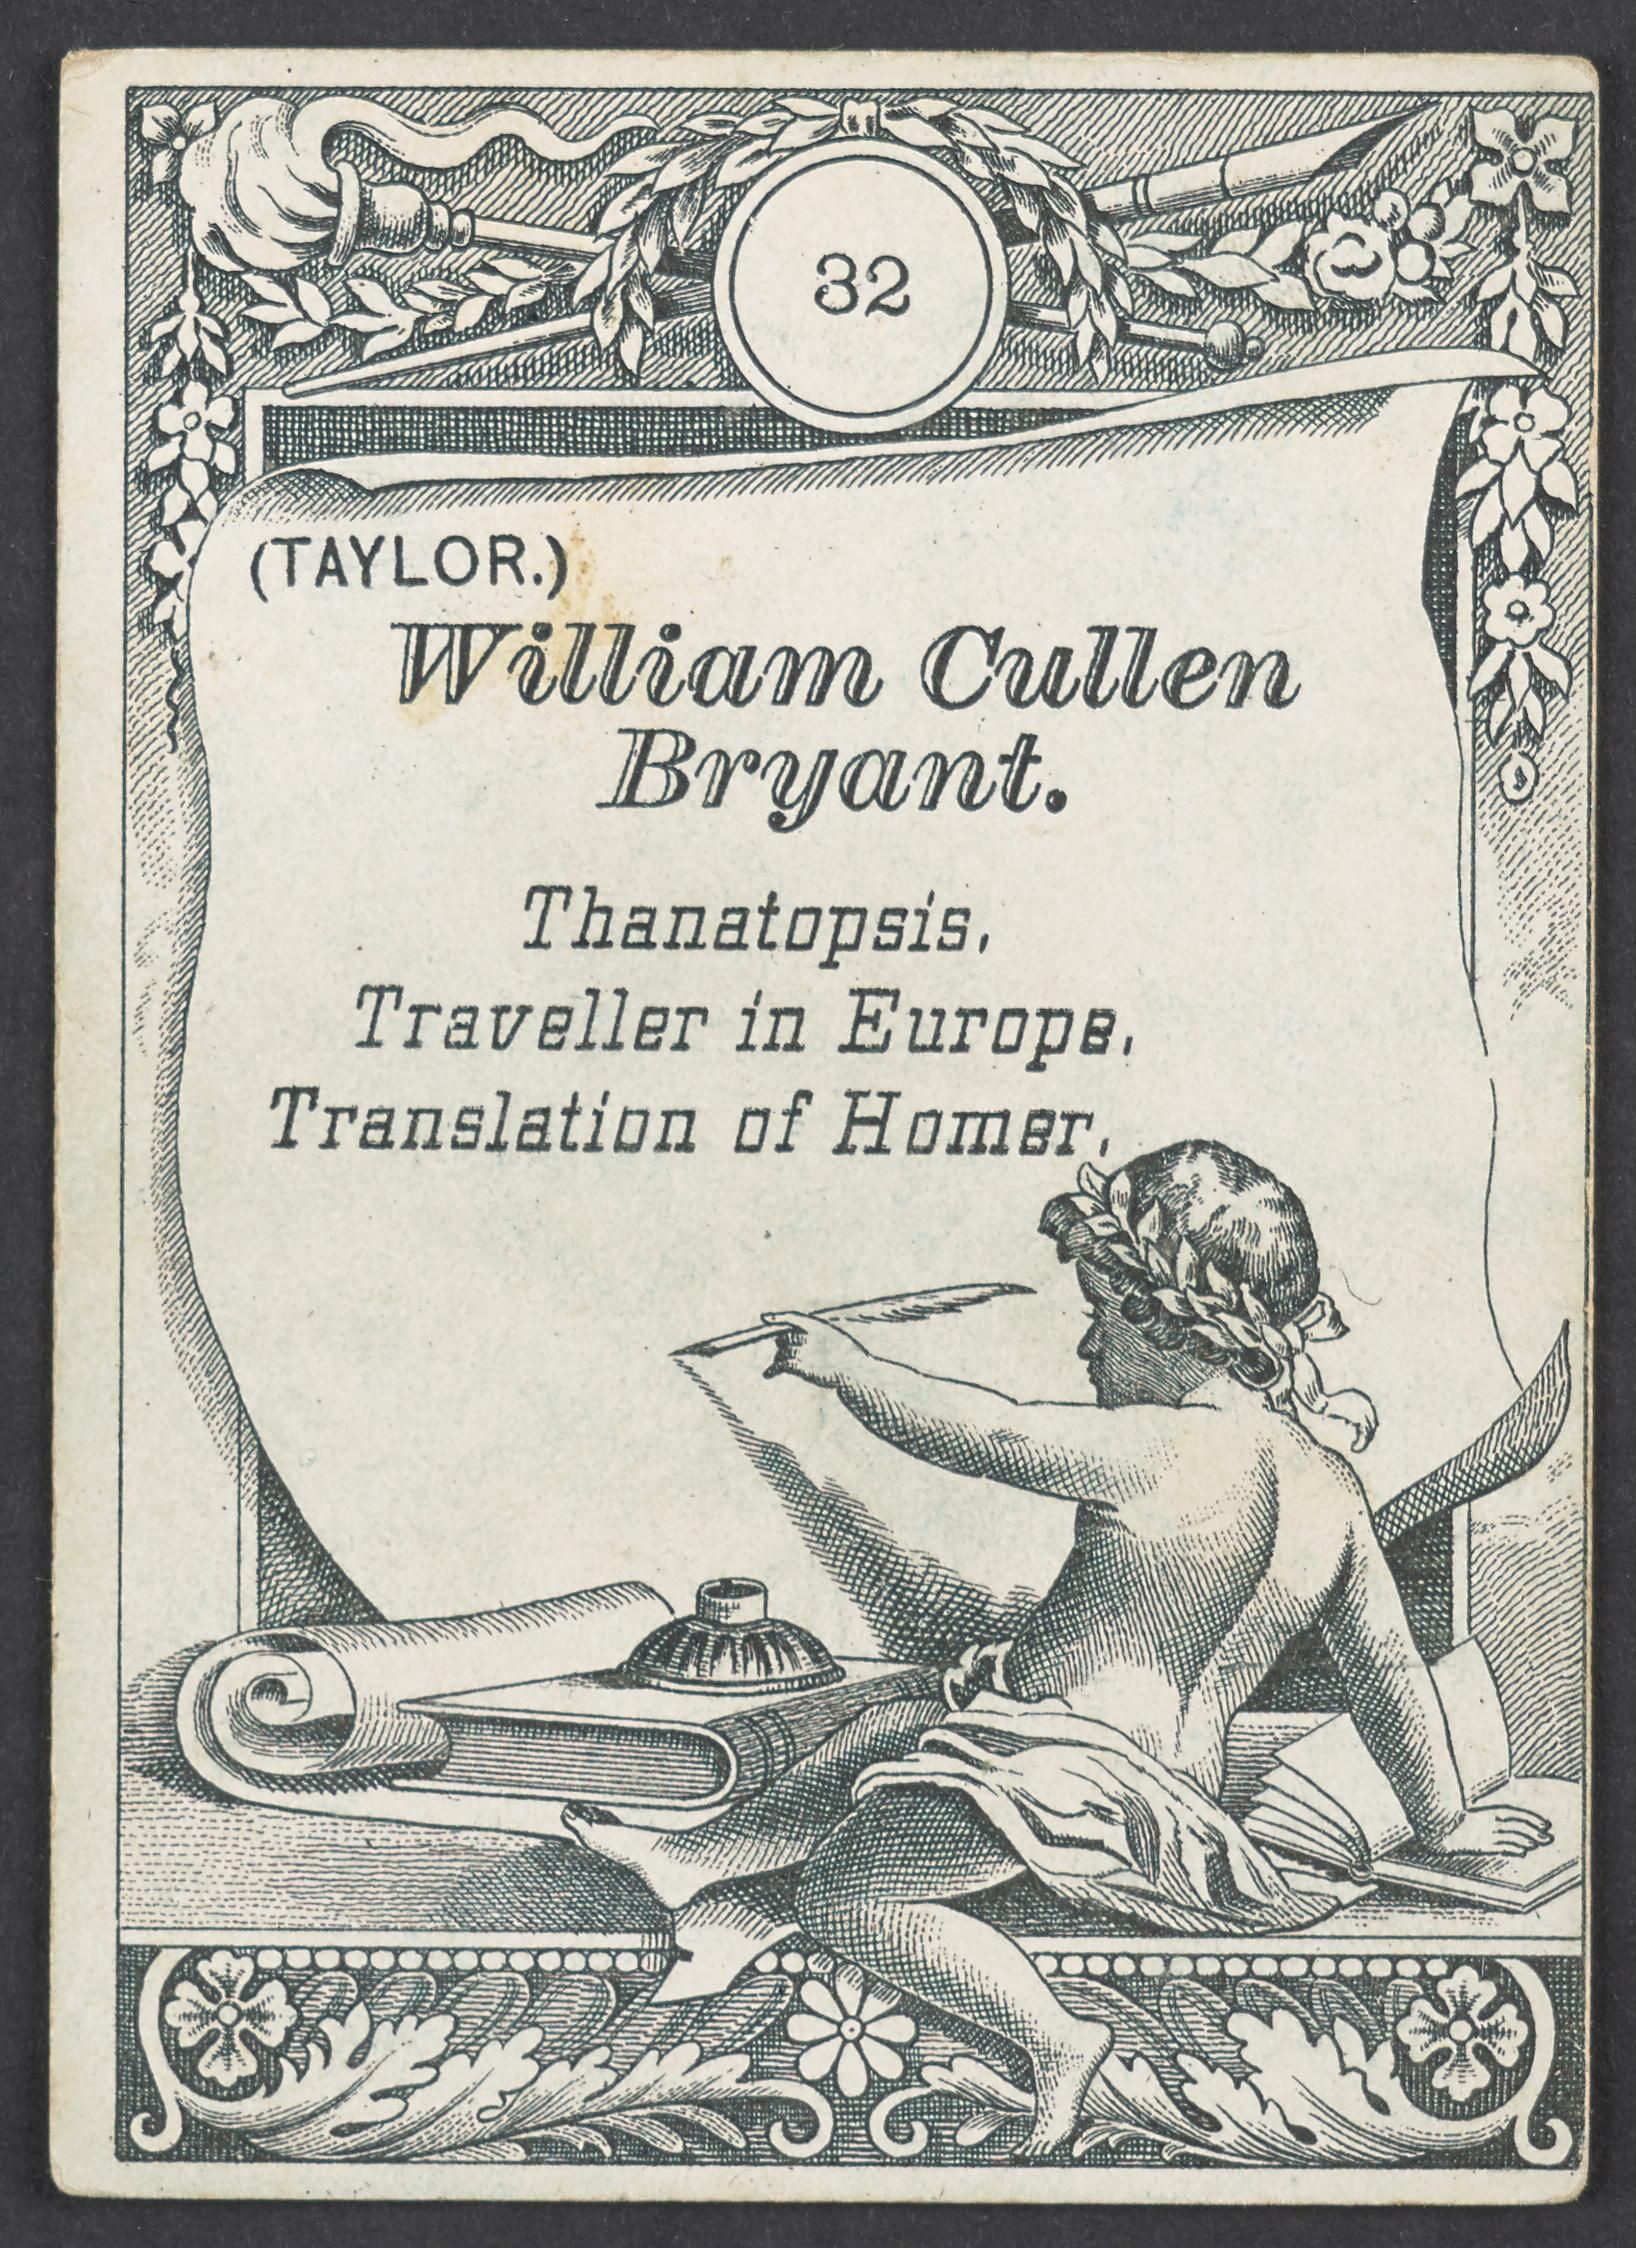 32
(TAYLOR.)
William Cullen
Bryant.
Thanatopsis,
Traveller in Europe,
Translation of Homer,